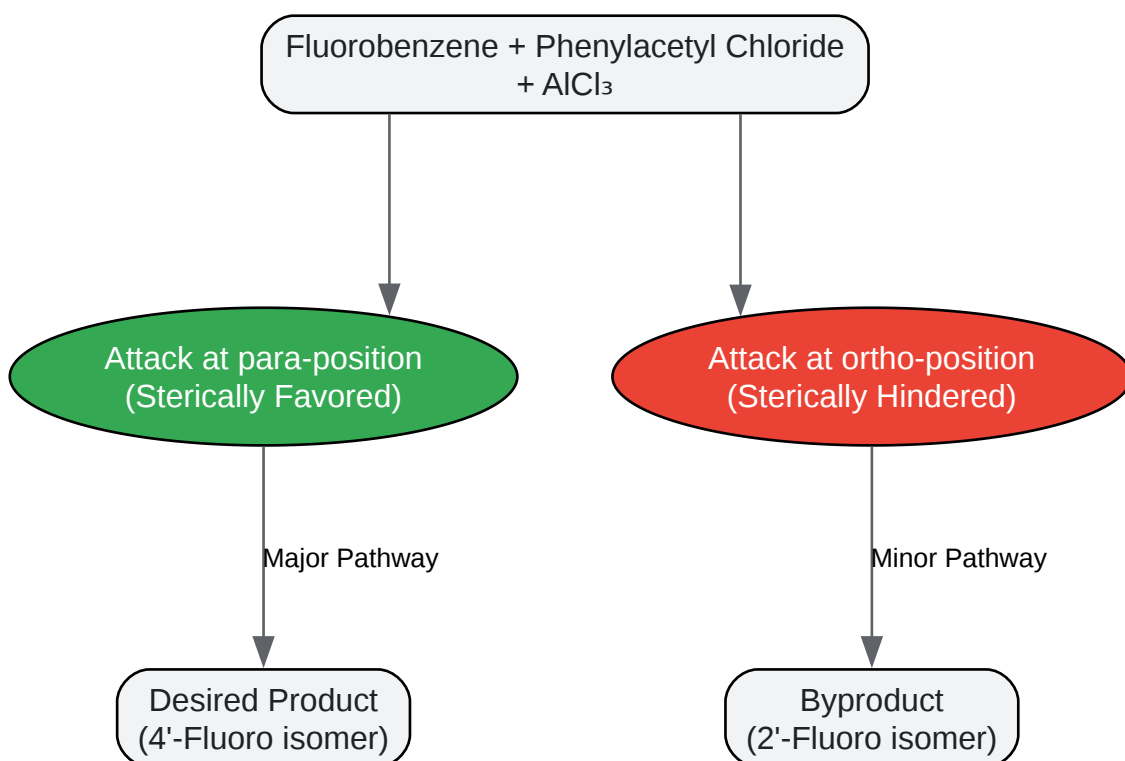 Fluorobenzene + Phenylacetyl Chloride
+ AlCl₃
Attack at para-position
(Sterically Favored)
Attack at ortho-position
(Sterically Hindered)
Major Pathway
Minor Pathway
Desired Product
(4'-Fluoro isomer)
Byproduct
(2'-Fluoro isomer)